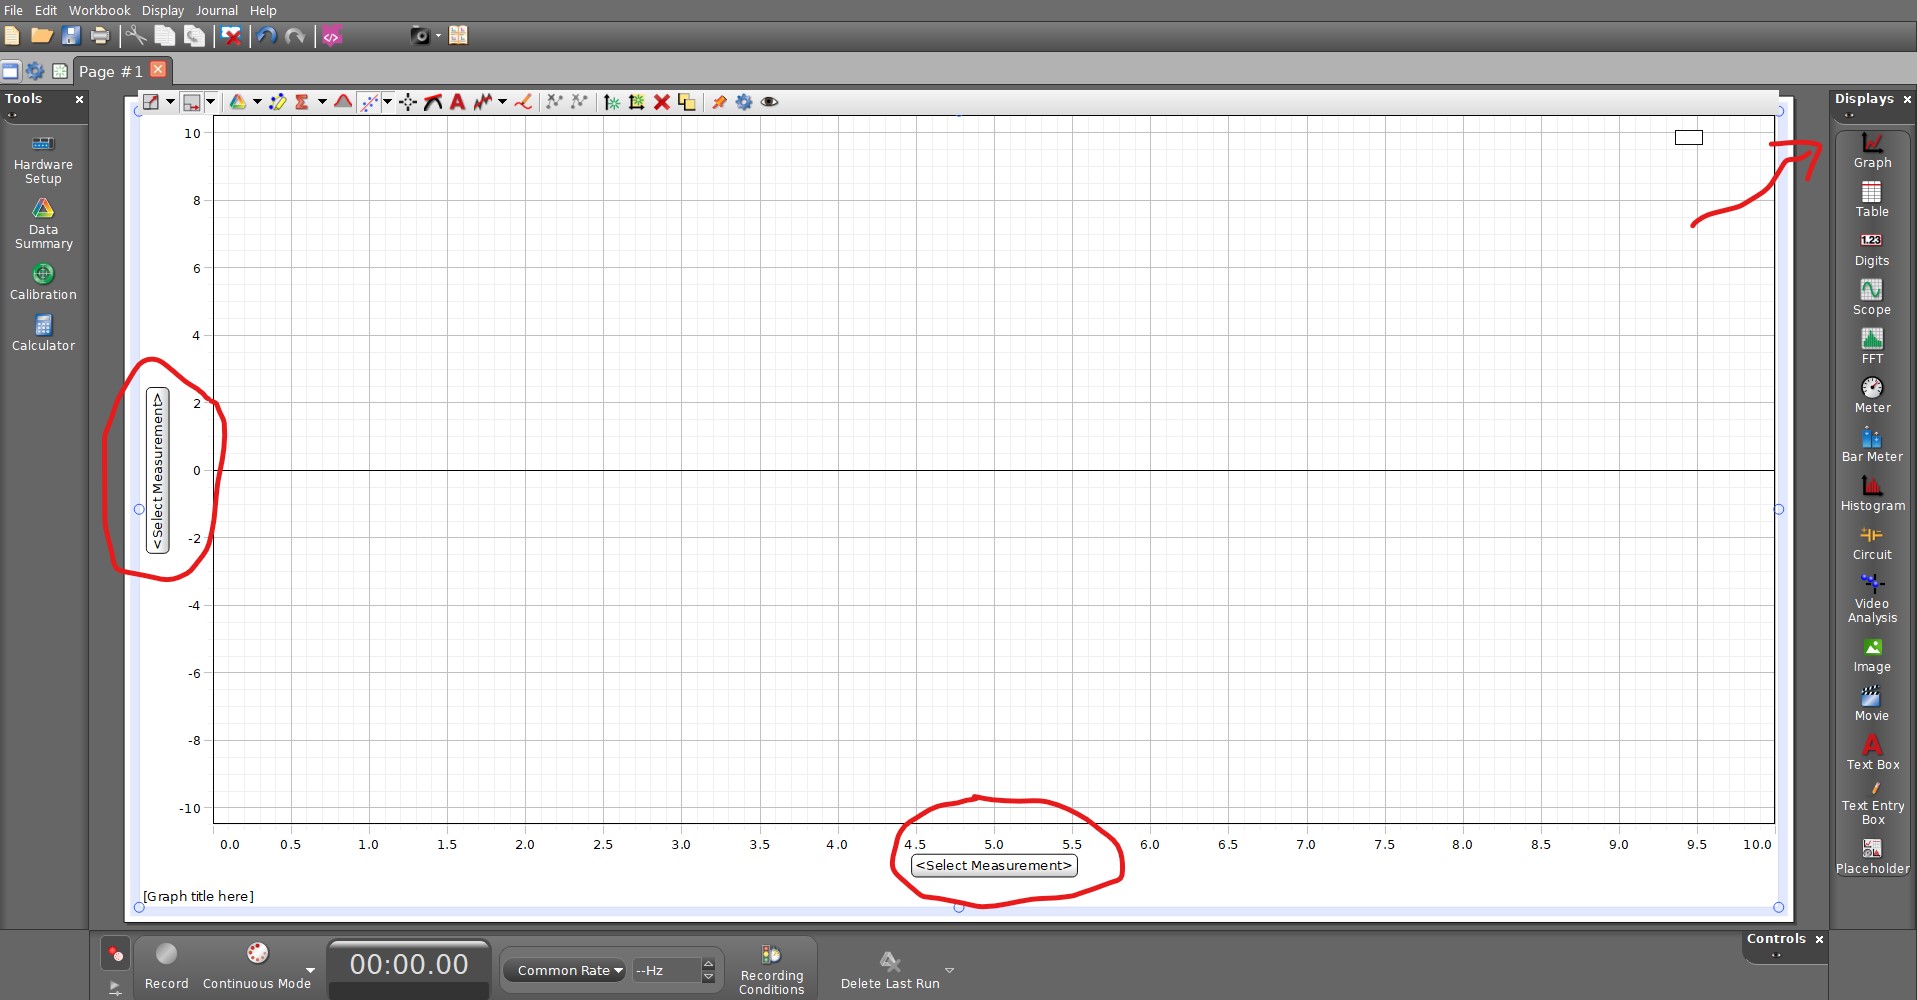 File Edit Workbook Display Journal Help
Page #1
Tools
Hardware
Setup
Data
Summary
Calibration
Calculator
10
8
6
4
2
0
-2
-4
-6
-8
-10
<Select Measurement>
0.0 0.5 1.0 1.5 2.0 2.5 3.0 3.5 4.0 4.5 5.0 5.5 6.0 6.5 7.0 7.5 8.0 8.5 9.0 9.5 10.0
<Select Measurement>
[Graph title here]
Displays
Graph
Table
1.23
Digits
Scope
FFT
Meter
Bar Meter
Histogram
Circuit
Video
Analysis
Image
Movie
Text Box
Text Entry
Box
Placeholder
Record
Continuous Mode
00:00.00
Common Rate
--Hz
Recording
Conditions
Delete Last Run
Controls